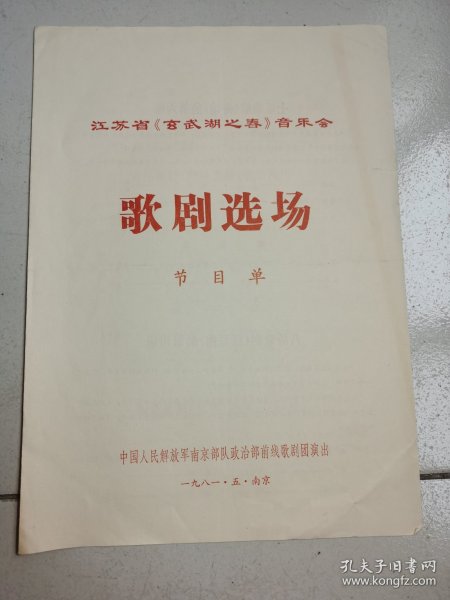 江苏省《玄武湖之春》音乐会
歌剧选场
节目单
中国人民解放军南京部队政治部前线歌剧团演出
一九八一·五·南京
孔夫子旧书网
www.kongfz.com